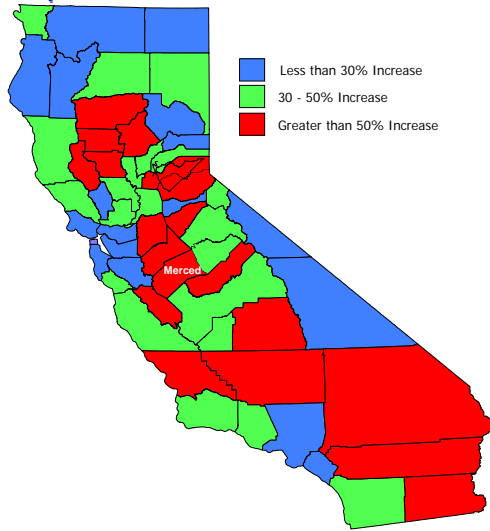 Less than 30% Increase
30 - 50% Increase
Greater than 50% Increase
Merced